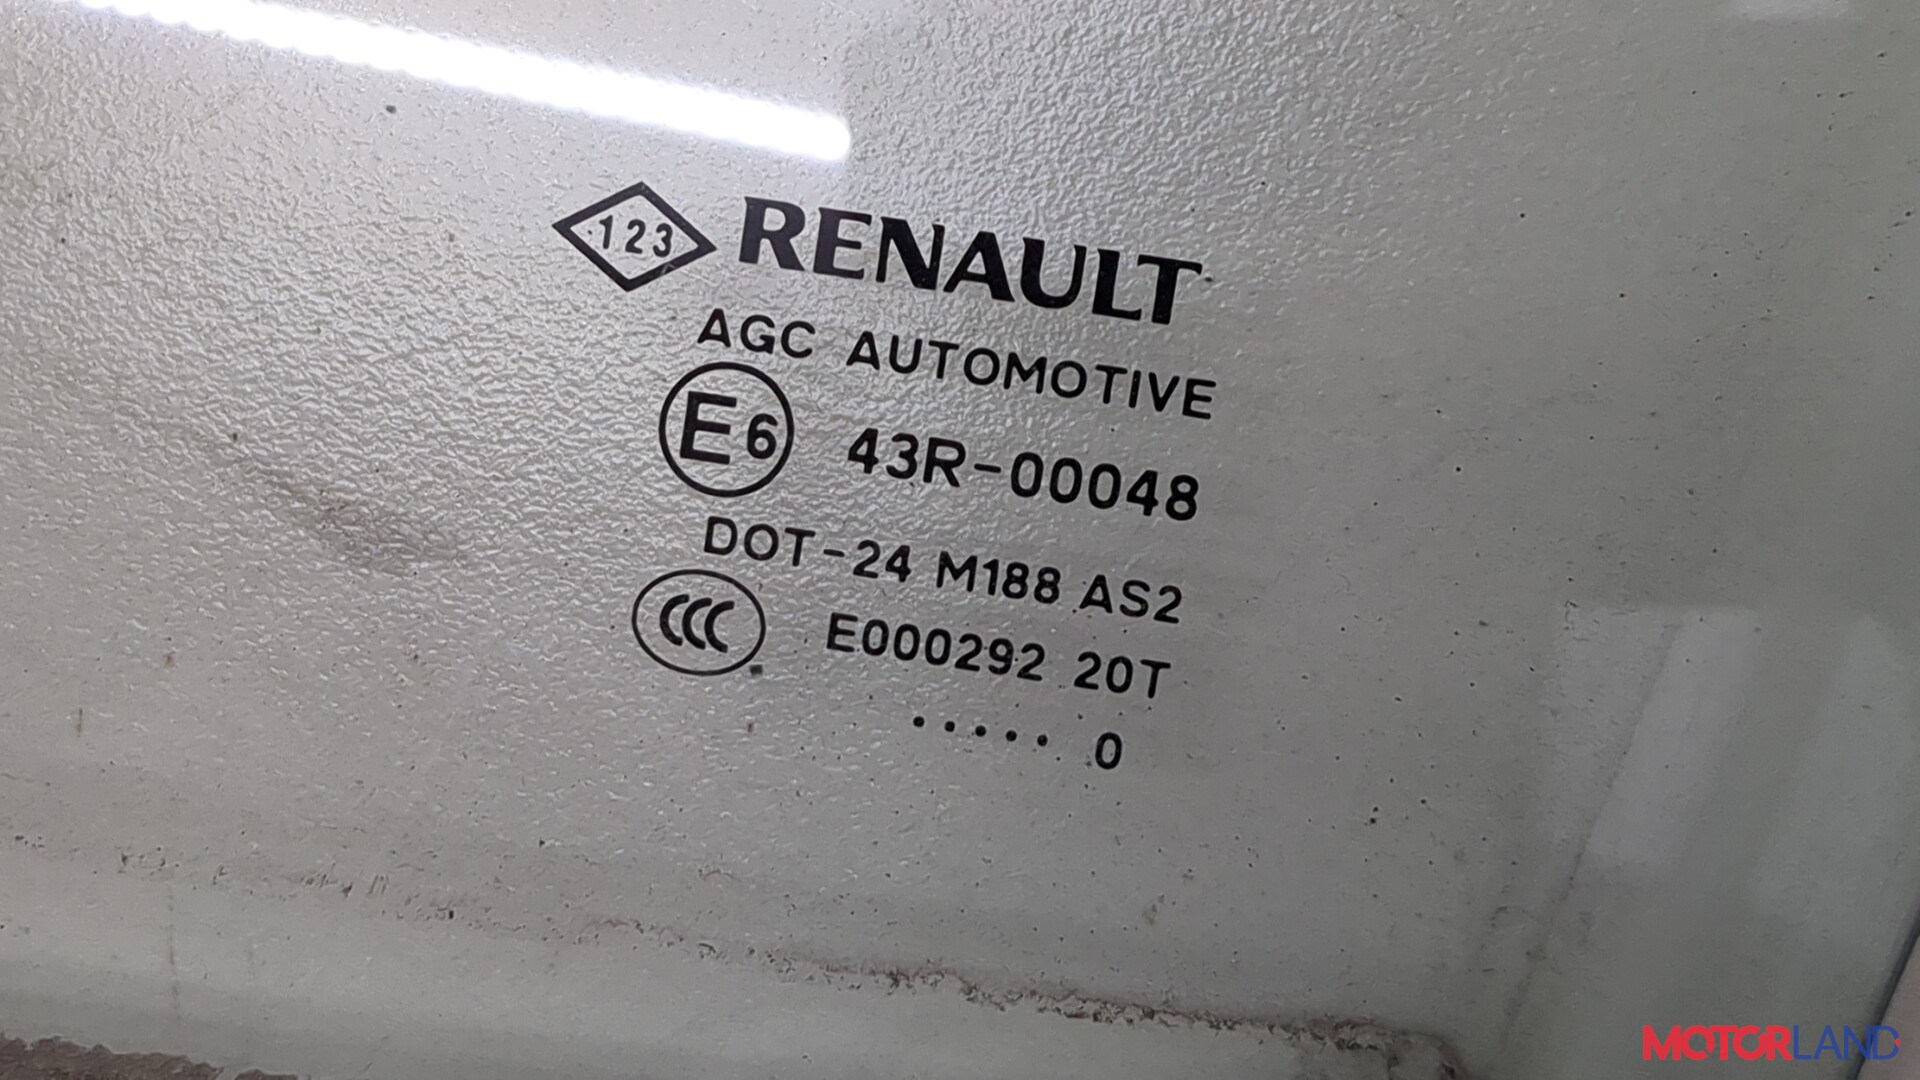 123 RENAULT
AGC AUTOMOTIVE
E6 43R-00048
DOT-24 M188 AS2
CCC E000292 20T
..... 0
MOTORLAND